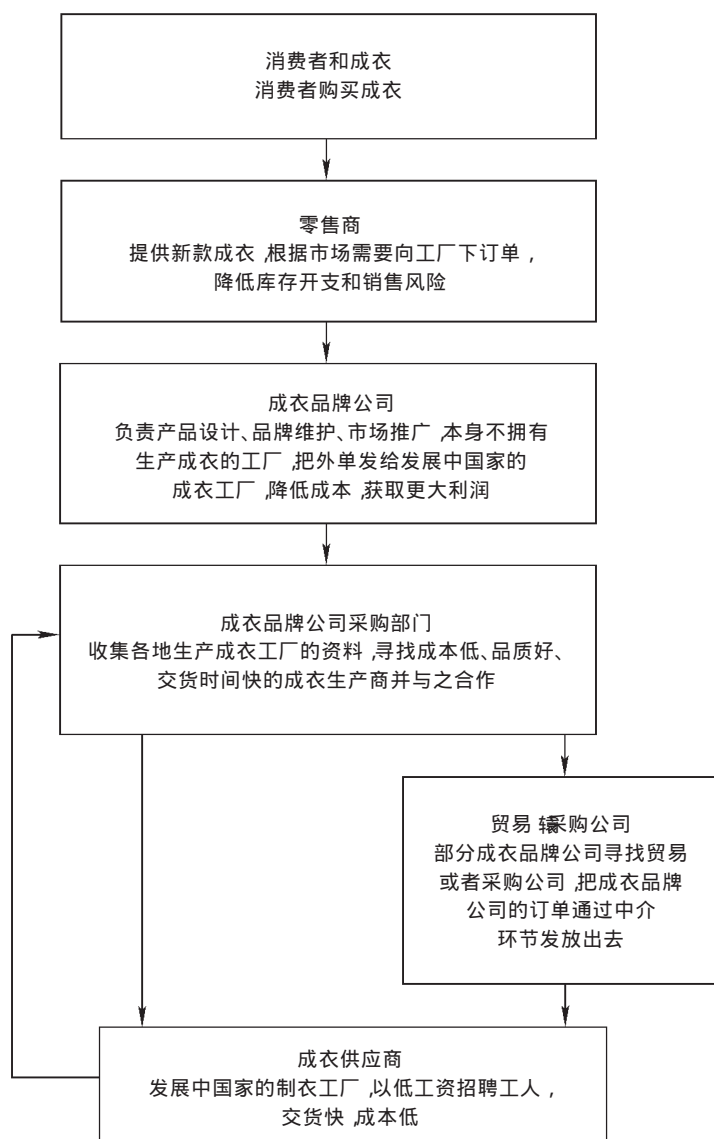 消费者和成衣
消费者购买成衣
零售商
提供新款成衣,根据市场需要向工厂下订单,
降低库存开支和销售风险
成衣品牌公司
负责产品设计、品牌维护、市场推广,本身不拥有
生产成衣的工厂,把外单发给发展中国家的
成衣工厂,降低成本,获取更大利润
成衣品牌公司采购部门
收集各地生产成衣工厂的资料,寻找成本低、品质好、
交货时间快的成衣生产商并与之合作
贸易 采购公司
部分成衣品牌公司寻找贸易
或者采购公司,把成衣品牌
公司的订单通过中介
环节发放出去
成衣供应商
发展中国家的制衣工厂,以低工资招聘工人,
交货快,成本低